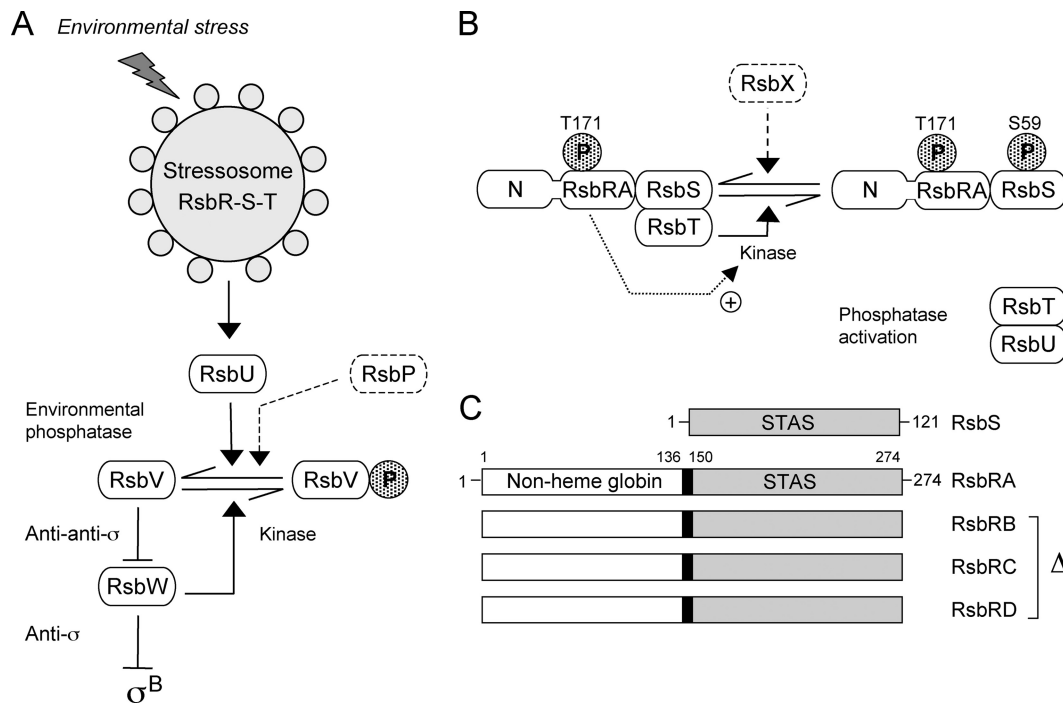 A
Environmental stress
Stressosome
RsbR-S-T
RsbU
RsbP
Environmental
phosphatase
RsbV
RsbV
P
Anti-anti-σ
Kinase
RsbW
Anti-σ
σB
B
RsbX
T171
P
N
RsbRA
RsbS
RsbT
Kinase
+
T171
S59
P
P
N
RsbRA
RsbS
Phosphatase
activation
RsbT
RsbU
C
1
STAS
121
RsbS
1
136
150
274
1
Non-heme globin
STAS
274
RsbRA
RsbRB
RsbRC
RsbRD
Δ